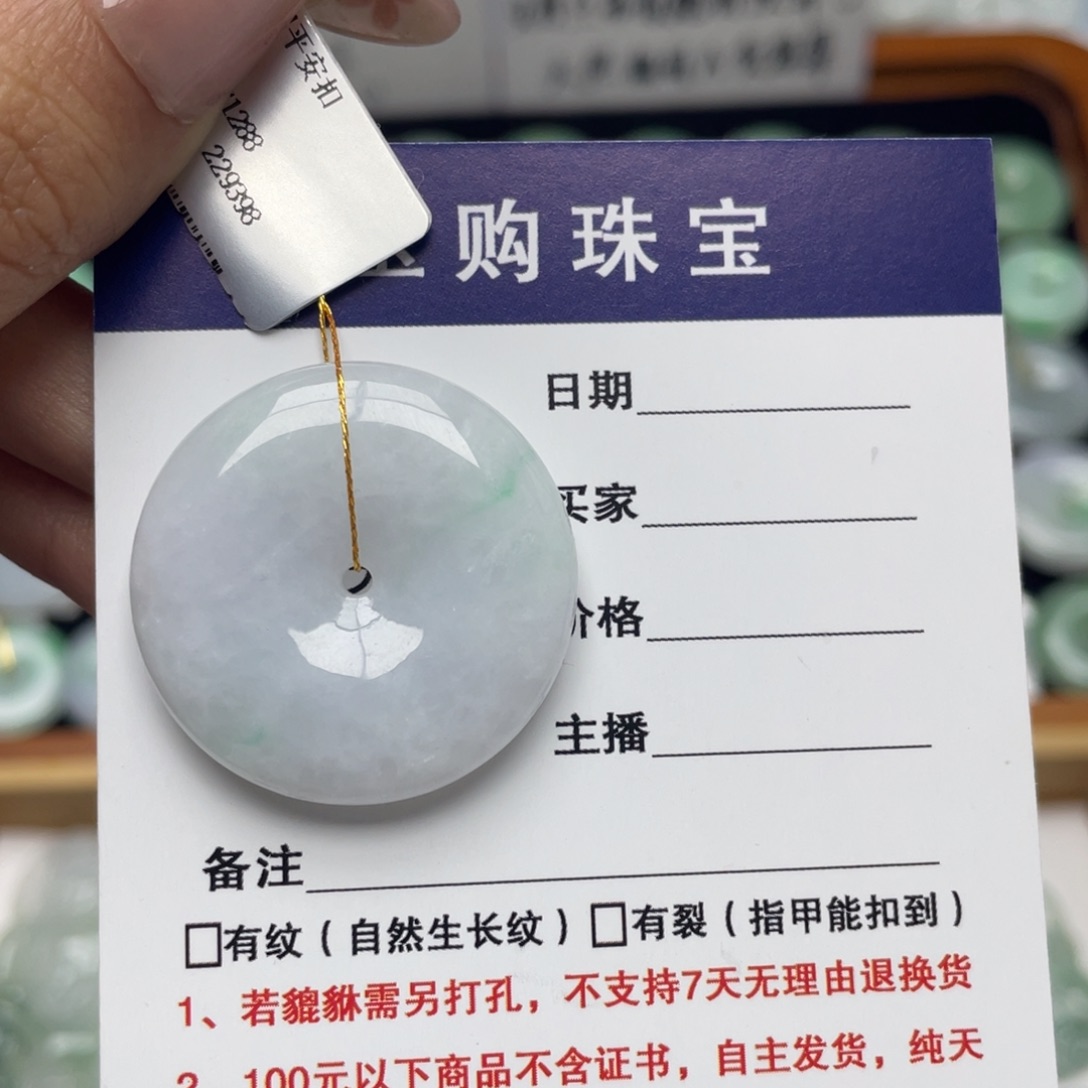 平安扣
1288
229398
购珠宝
日期
买家
价格
主播
备注
□有纹（自然生长纹）□有裂（指甲能扣到）
1、若貔貅需另打孔，不支持7天无理由退换货
2、100元以下商品不含证书，自主发货，纯天